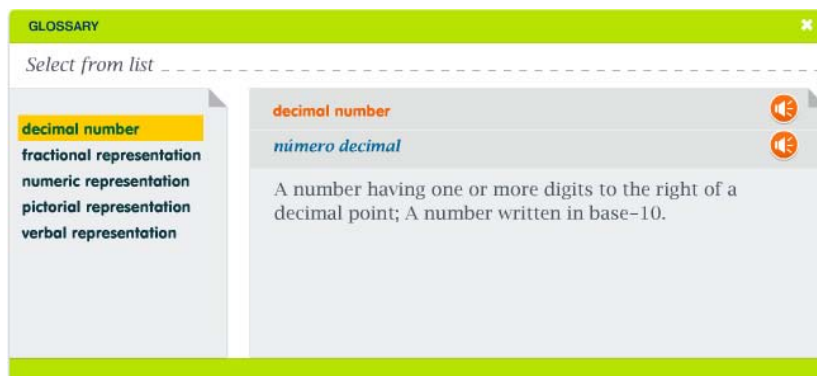 GLOSSARY
Select from list
decimal number
fractional representation
numeric representation
pictorial representation
verbal representation
decimal number
número decimal
A number having one or more digits to the right of a
decimal point; A number written in base-10.